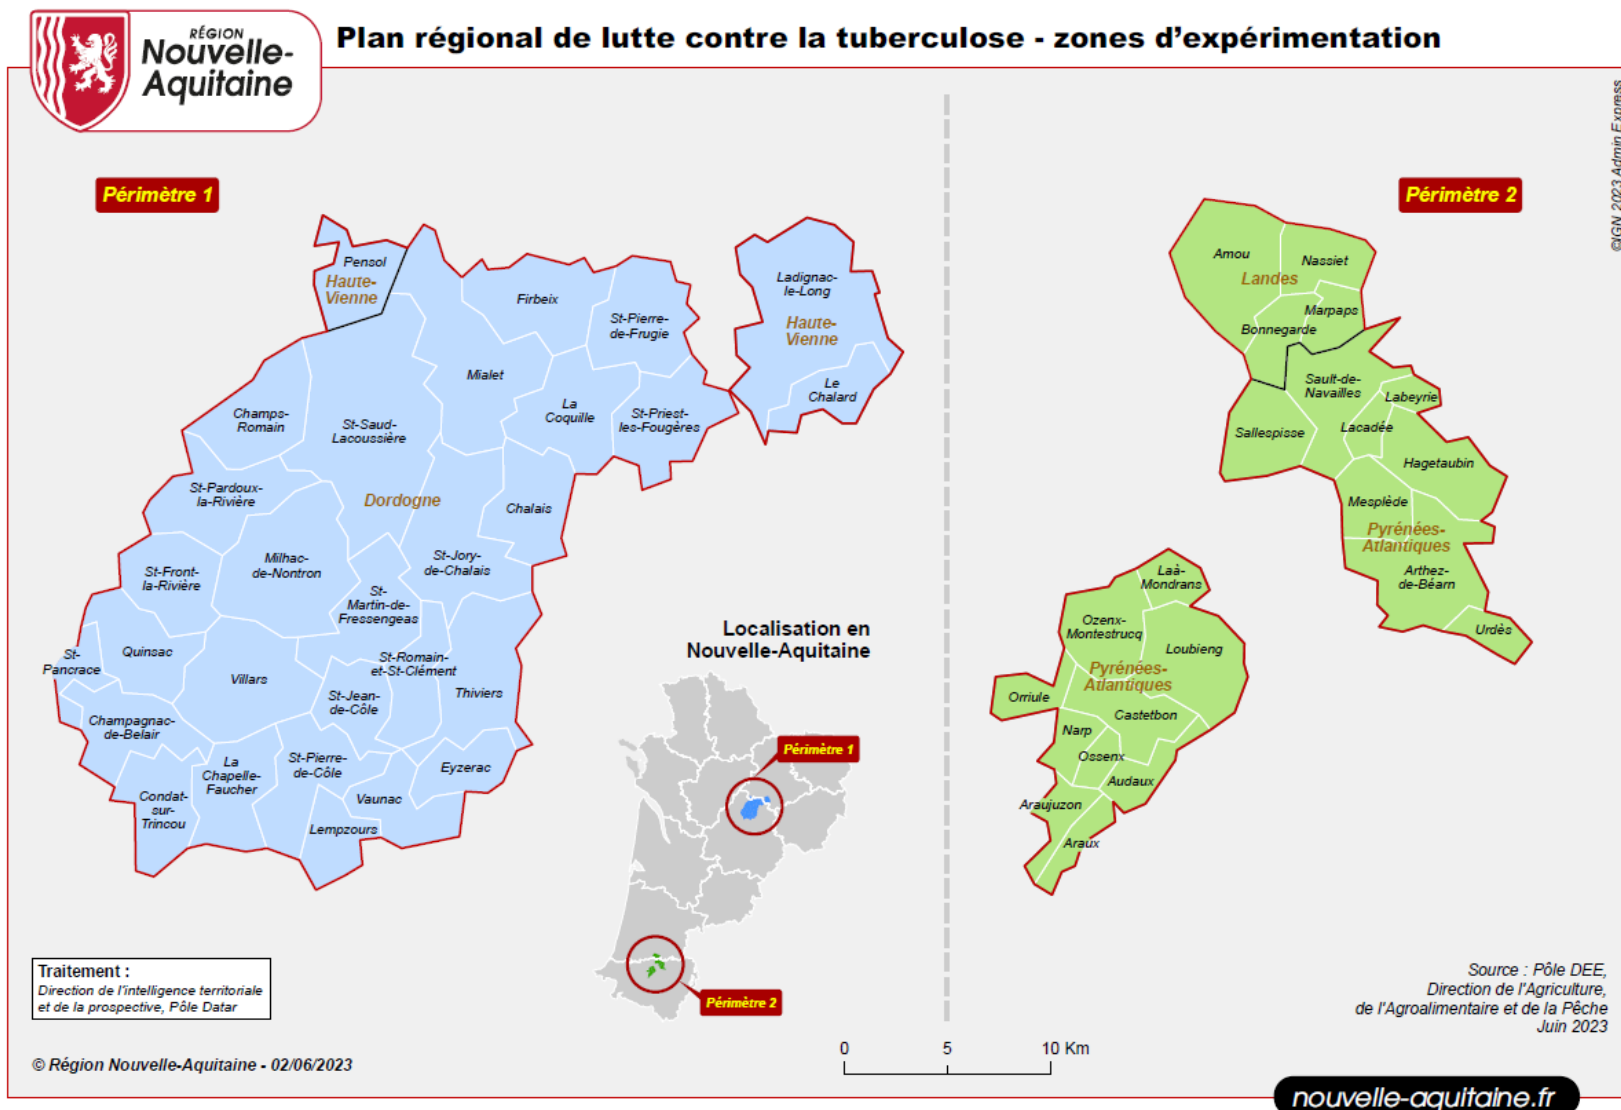 RÉGION
Nouvelle-
Aquitaine
Plan régional de lutte contre la tuberculose - zones d'expérimentation
©IGN 2023 Admin Express
Périmètre 1
Pensol
Haute-
Vienne
Firbeix
St-Pierre-
de-Frugie
Ladignac-
le-Long
Haute-
Vienne
Le
Chalard
Mialet
La
Coquille
St-Priest-
les-Fougères
Champs-
Romain
St-Saud-
Lacoussière
St-Pardoux-
la-Rivière
Dordogne
Chalais
Milhac-
de-Nontron
St-Jory-
de-Chalais
St-Front-
la-Rivière
St-
Martin-de-
Fressengeas
St-
Pancrace
Quinsac
Villars
St-Romain-
et-St-Clément
St-Jean-
de-Côle
Thiviers
Champagnac-
de-Belair
La
Chapelle-
Faucher
St-Pierre-
de-Côle
Eyzerac
Condat-
sur-
Trincou
Vaunac
Lempzours
Localisation en
Nouvelle-Aquitaine
Périmètre 1
Périmètre 2
Périmètre 2
Amou
Nassiet
Landes
Marpaps
Bonnegarde
Sault-de-
Navailles
Labeyrie
Sallespisse
Lacadée
Hagetaubin
Mesplède
Pyrénées-
Atlantiques
Arthez-
de-Béarn
Urdès
Laà-
Mondrans
Ozenx-
Montestrucq
Loubieng
Pyrénées-
Atlantiques
Orriule
Castetbon
Narp
Ossenx
Audaux
Araujuzon
Araux
Traitement :
Direction de l'intelligence territoriale
et de la prospective, Pôle Datar
© Région Nouvelle-Aquitaine - 02/06/2023
0 5 10 Km
Source : Pôle DEE,
Direction de l'Agriculture,
de l'Agroalimentaire et de la Pêche
Juin 2023
nouvelle-aquitaine.fr